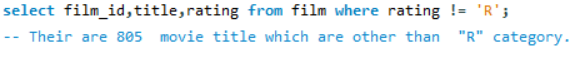 select film_id,title,rating from film where rating != 'R';
-- Their are 805  movie title which are other than  "R" category.